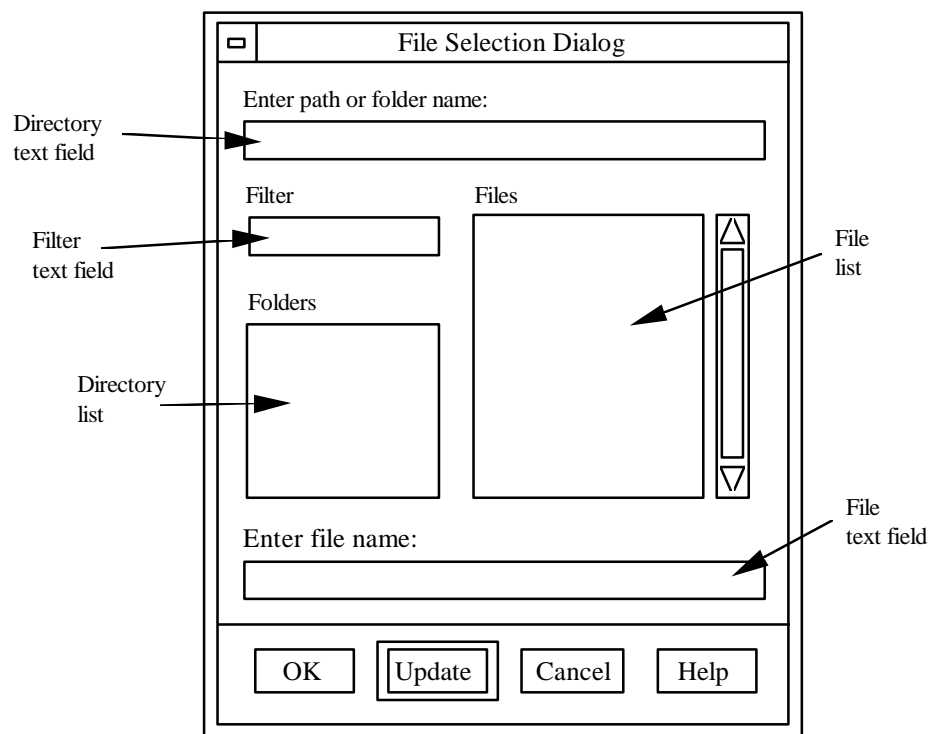 File Selection Dialog
Enter path or folder name:
Directory
text field
Filter
Files
Filter
text field
File
list
Folders
Directory
list
Enter file name:
File
text field
OK
Update
Cancel
Help